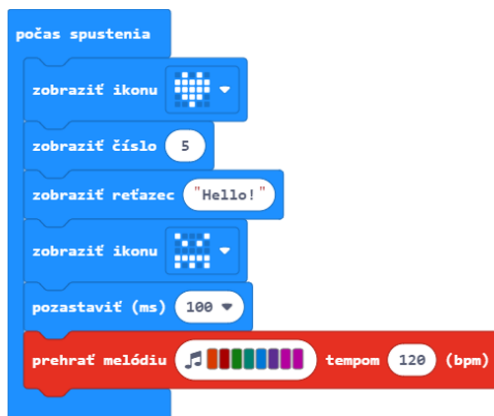 počas spustenia
zobraziť ikonu
zobraziť číslo 5
zobraziť reťazec "Hello!"
zobraziť ikonu
pozastaviť (ms) 100
prehrať melódiu tempom 120 (bpm)